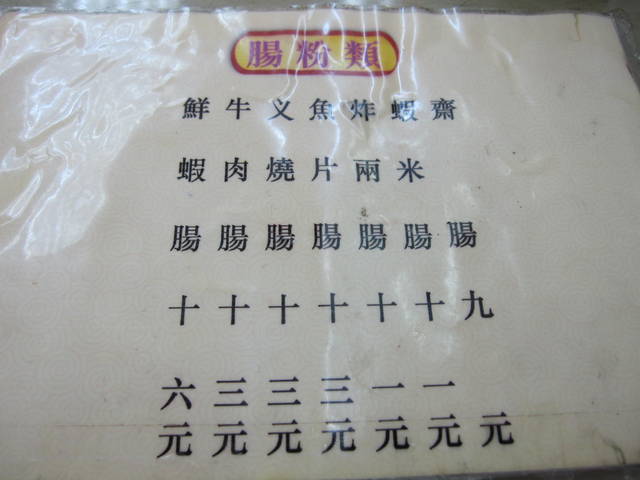 腸粉類
鮮蝦腸十六元
牛肉腸十三元
叉燒腸十三元
魚片腸十三元
炸兩腸十一元
蝦米腸十一元
齋腸九元